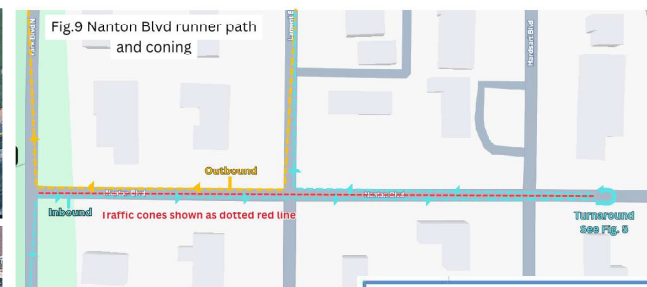 Fig.9 Nanton Blvd runner path
and coning
Outbound
Inbound
Traffic cones shown as dotted red line
Turnaround
See Fig. 5